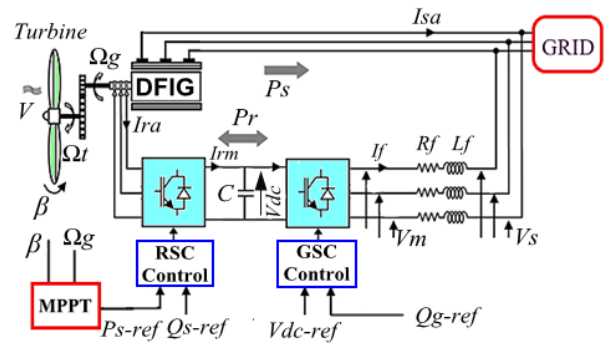 Turbine
Isa
Ωg
GRID
DFIG
Ps
V
Ira
Pr
Ωt
Irm
If
Rf
Lf
C
Vdc
β
Vm
Vs
β
Ωg
RSC
Control
GSC
Control
MPPT
Ps-ref
Qs-ref
Vdc-ref
Qg-ref